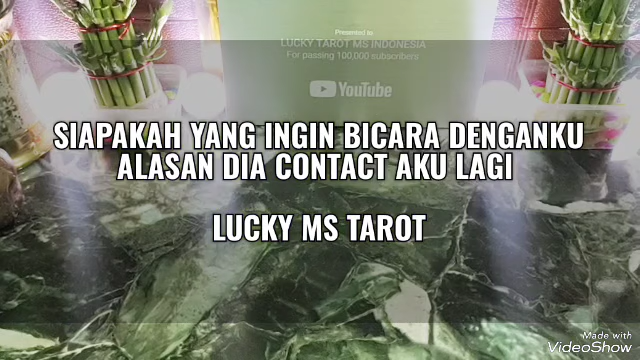 Presented to
LUCKY TAROT MS INDONESIA
For passing 100,000 subscribers
YouTube
SIAPAKAH YANG INGIN BICARA DENGANKU
ALASAN DIA CONTACT AKU LAGI
LUCKY MS TAROT
Made with
VideoShow